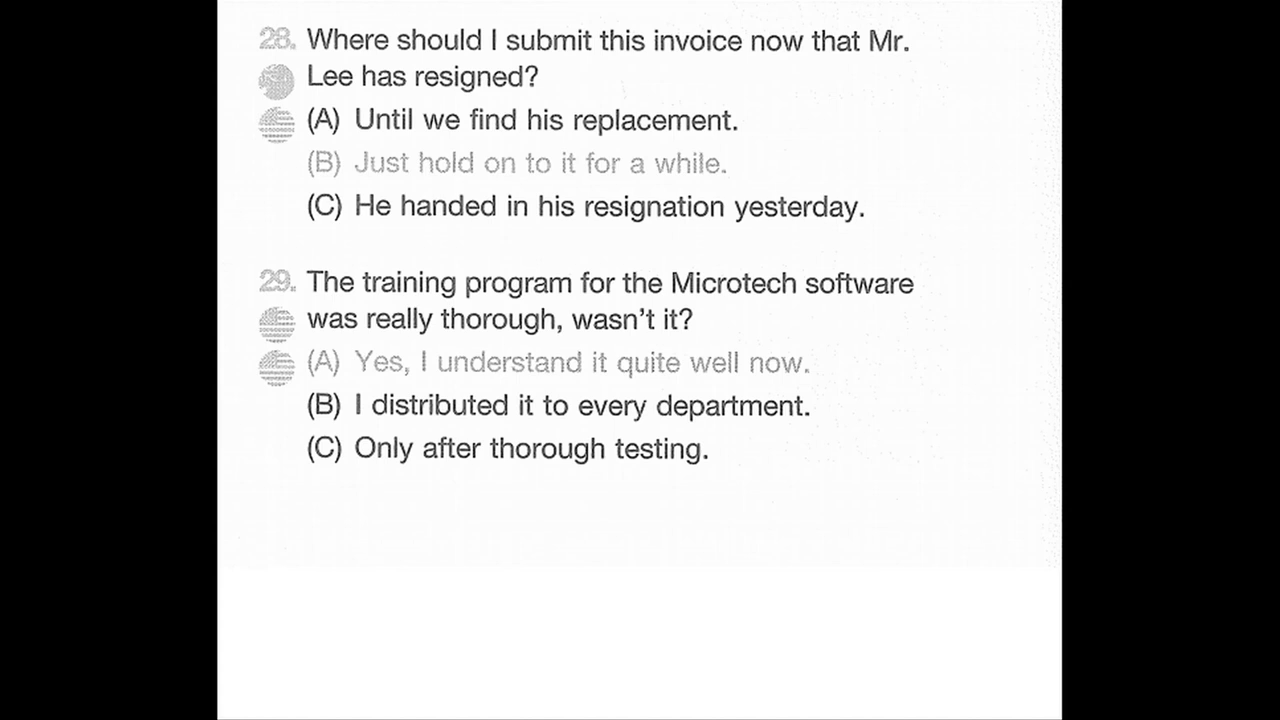 28. Where should I submit this invoice now that Mr.
Lee has resigned?
(A) Until we find his replacement.
(B) Just hold on to it for a while.
(C) He handed in his resignation yesterday.
29. The training program for the Microtech software
was really thorough, wasn't it?
(A) Yes, I understand it quite well now.
(B) I distributed it to every department.
(C) Only after thorough testing.